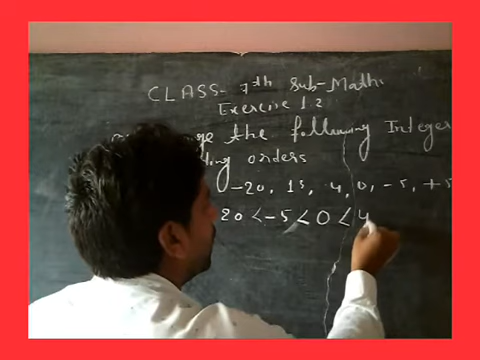 CLASS- 7th Sub-Maths
Exercise 1.2
the following Integer
orders
-20, 15, 4, 0, -5, +5
20 < -5 < 0 < 4